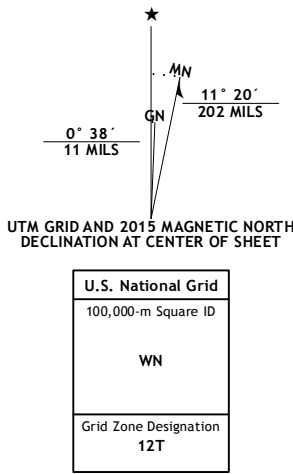 MN
GN
11° 20´
202 MILS
0° 38´
11 MILS
UTM GRID AND 2015 MAGNETIC NORTH
DECLINATION AT CENTER OF SHEET
U.S. National Grid
100,000-m Square ID
WN
Grid Zone Designation
12T